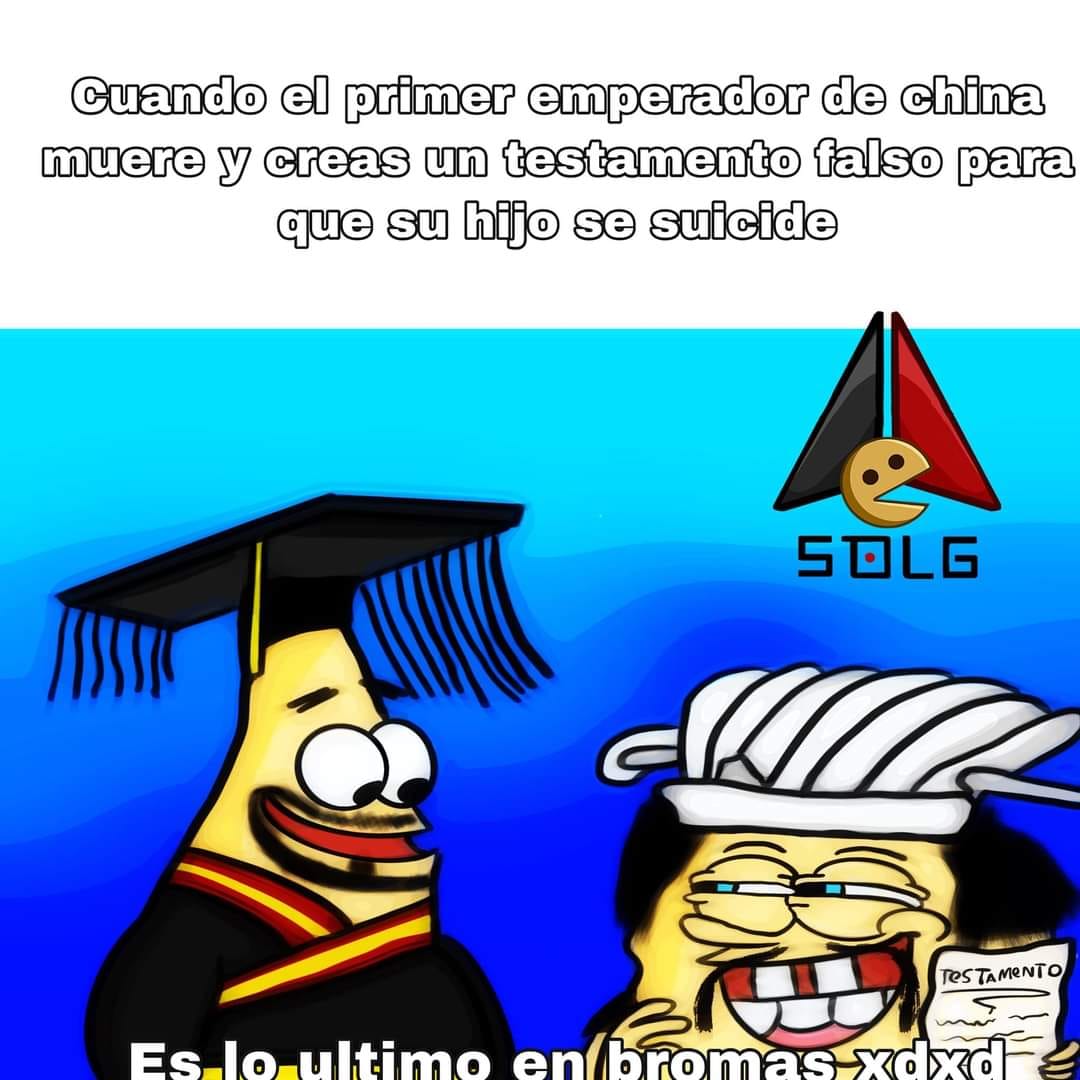 Cuando el primer emperador de china
muere y creas un testamento falso para
que su hijo se suicide
SDLG
TESTAMENTO
Es lo ultimo en bromas xdxd